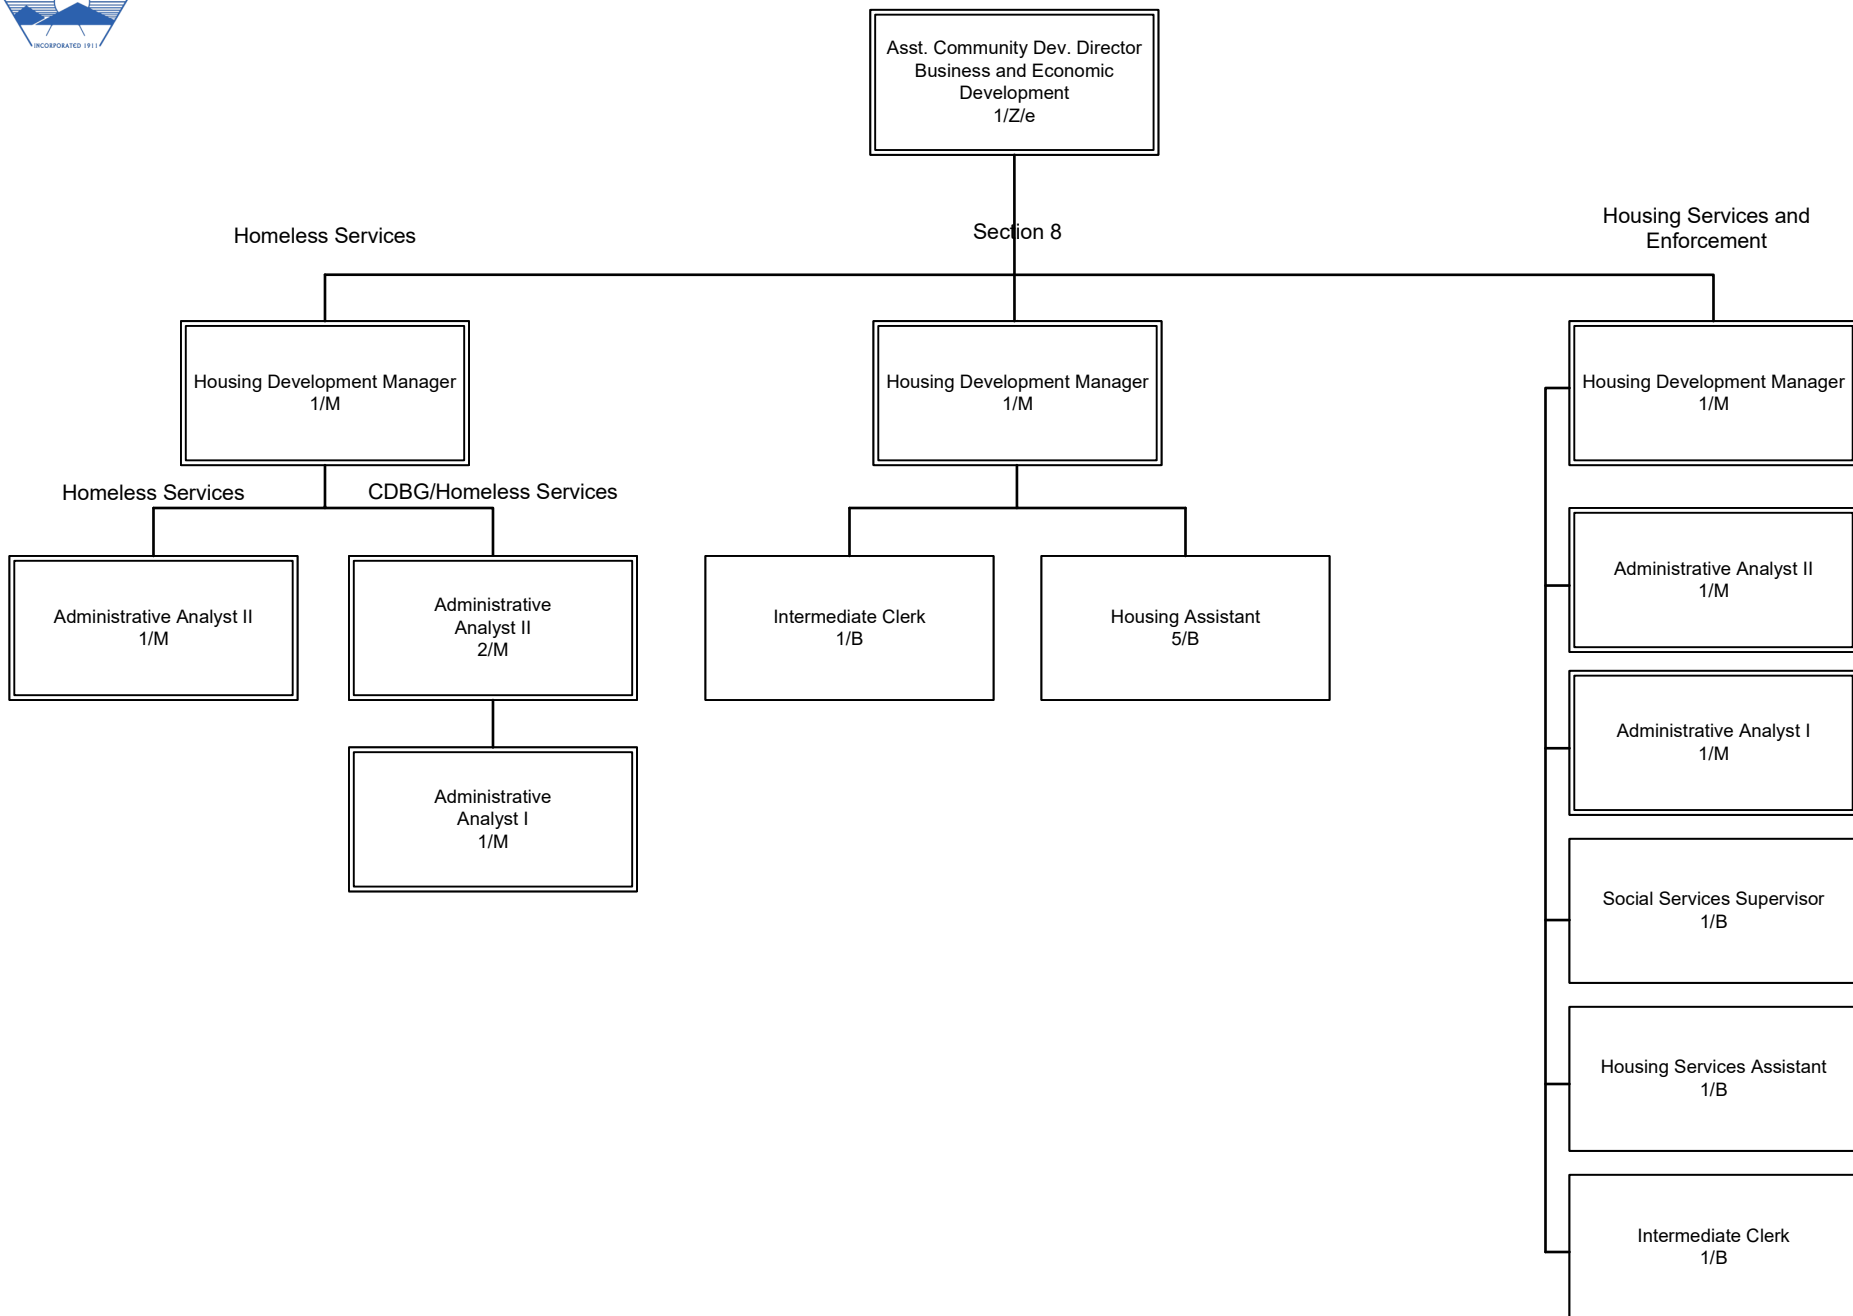 INCORPORATED 1911
Asst. Community Dev. Director
Business and Economic
Development
1/Z/e
Homeless Services
Section 8
Housing Services and
Enforcement
Housing Development Manager
1/M
Housing Development Manager
1/M
Housing Development Manager
1/M
Homeless Services
CDBG/Homeless Services
Administrative Analyst II
1/M
Administrative
Analyst II
2/M
Intermediate Clerk
1/B
Housing Assistant
5/B
Administrative Analyst II
1/M
Administrative Analyst I
1/M
Administrative
Analyst I
1/M
Social Services Supervisor
1/B
Housing Services Assistant
1/B
Intermediate Clerk
1/B